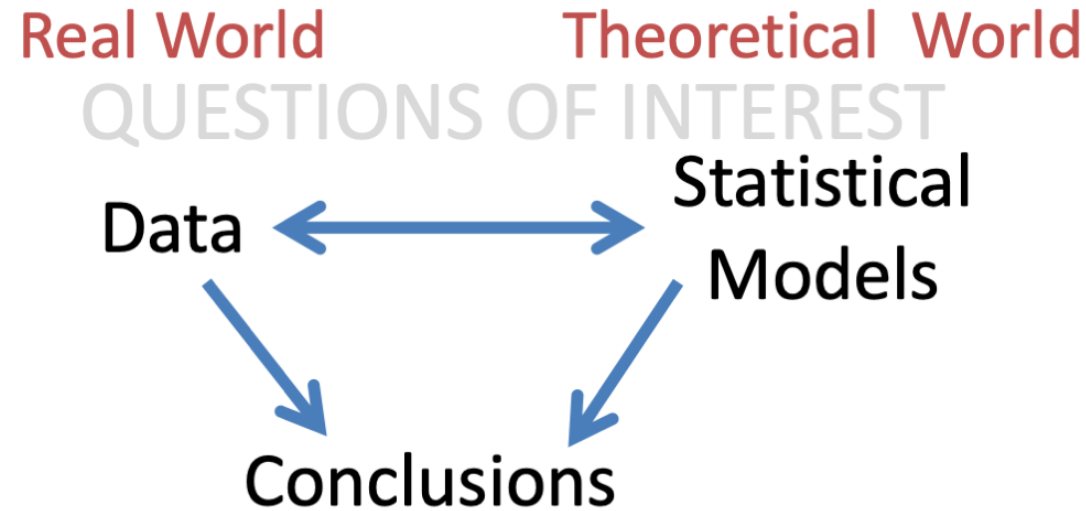 Real World Theoretical World
QUESTIONS OF INTEREST
Data
Statistical
Models
Conclusions